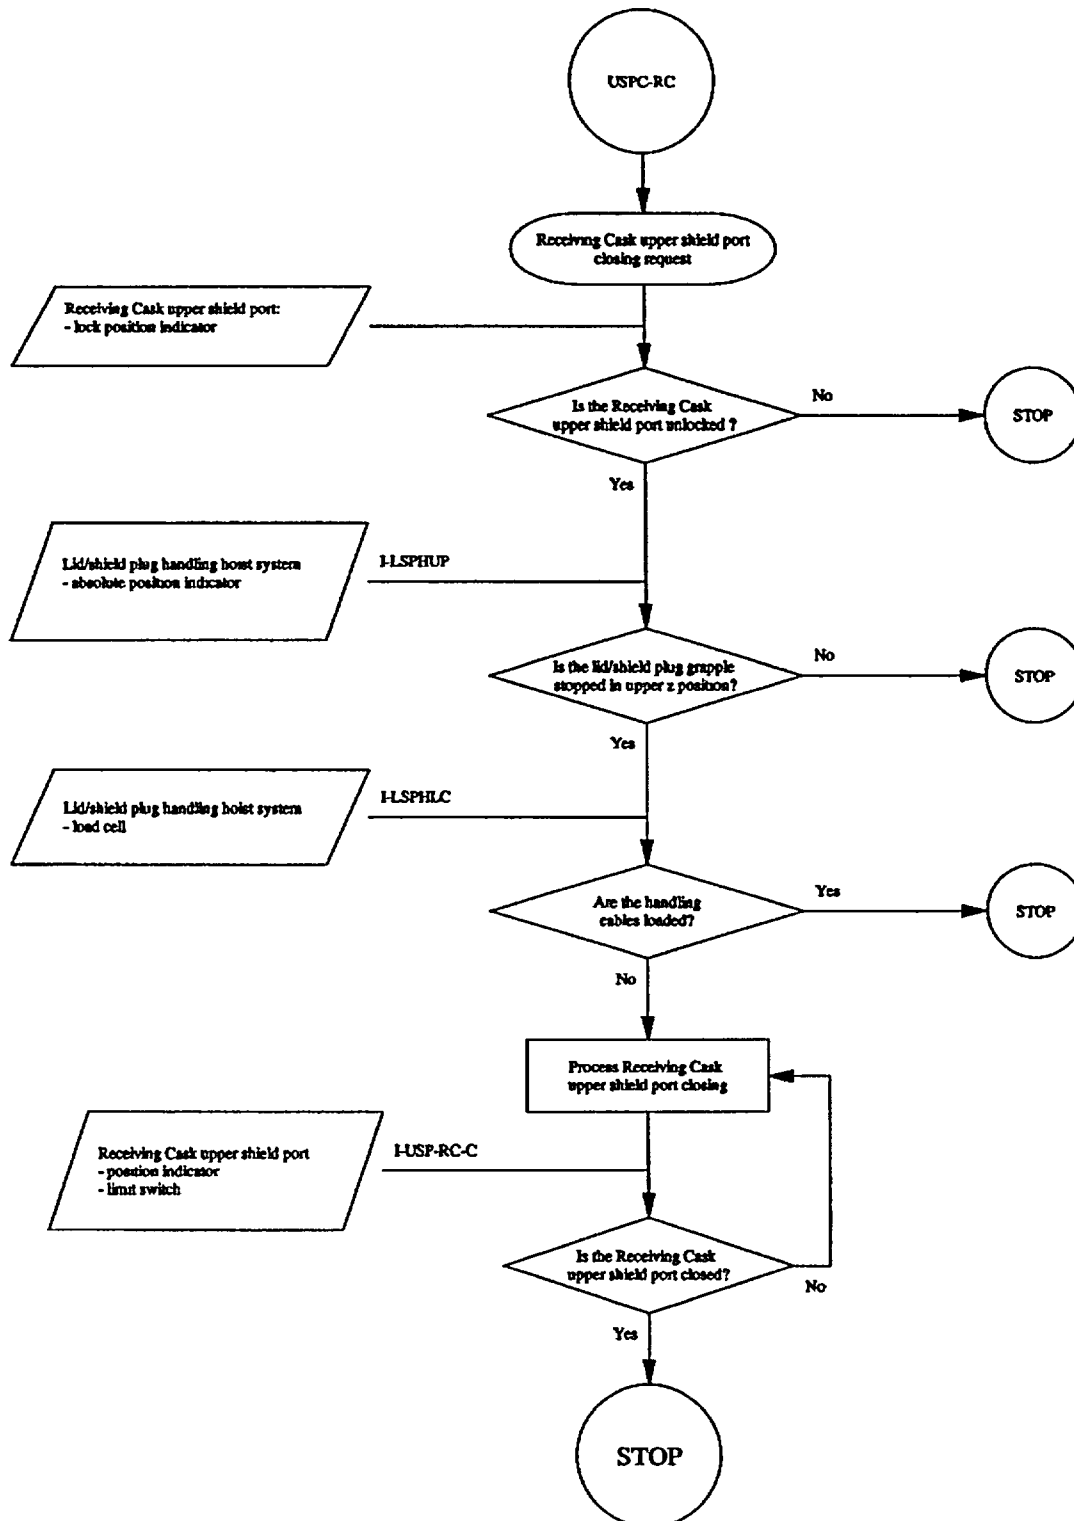 USPC-RC
Receiving Cask upper shield port
closing request
Receiving Cask upper shield port:
- lock position indicator
Is the Receiving Cask
upper shield port unlocked ?
No
STOP
Yes
Lid/shield plug handling hoist system
- absolute position indicator
I-LSPHUP
Is the lid/shield plug grapple
stopped in upper z position?
No
STOP
Yes
Lid/shield plug handling hoist system
- load cell
I-LSPHLC
Are the handling
cables loaded?
Yes
STOP
No
Process Receiving Cask
upper shield port closing
Receiving Cask upper shield port
- position indicator
- limit switch
I-USP-RC-C
Is the Receiving Cask
upper shield port closed?
No
Yes
STOP